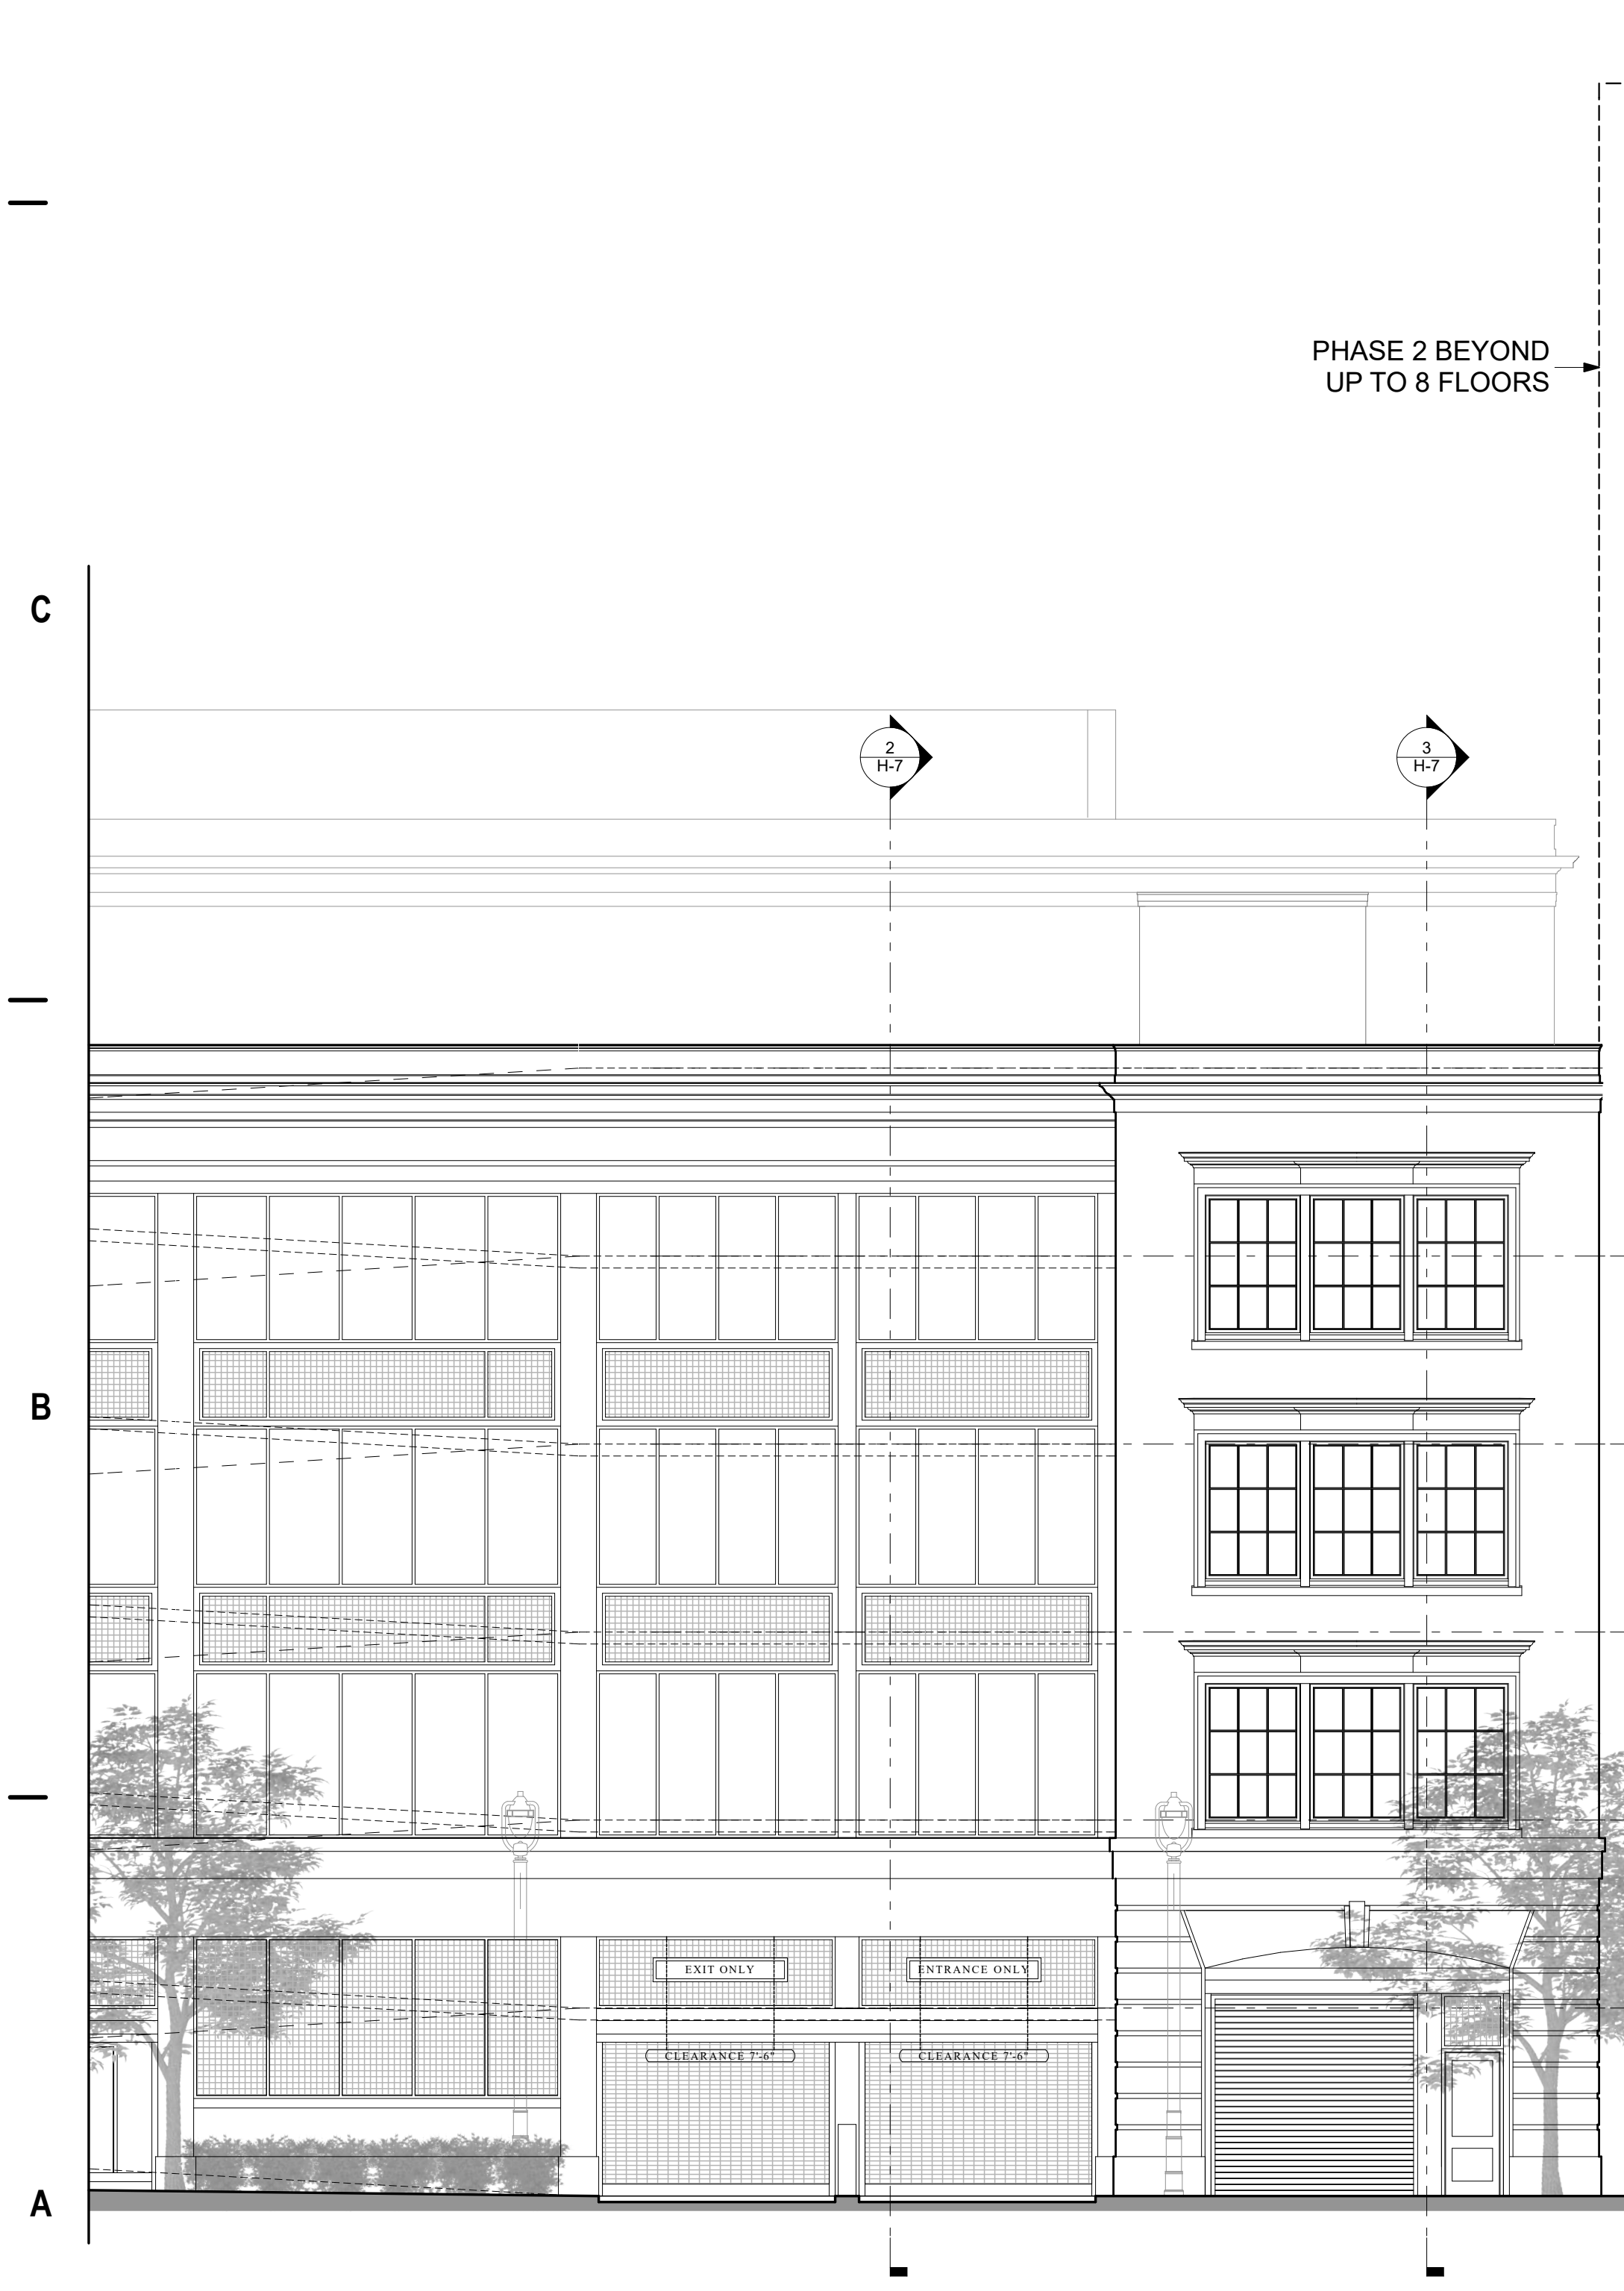 PHASE 2 BEYOND
UP TO 8 FLOORS
C
2
H-7
3
H-7
B
EXIT ONLY
ENTRANCE ONLY
CLEARANCE 7'-6"
CLEARANCE 7'-6"
A